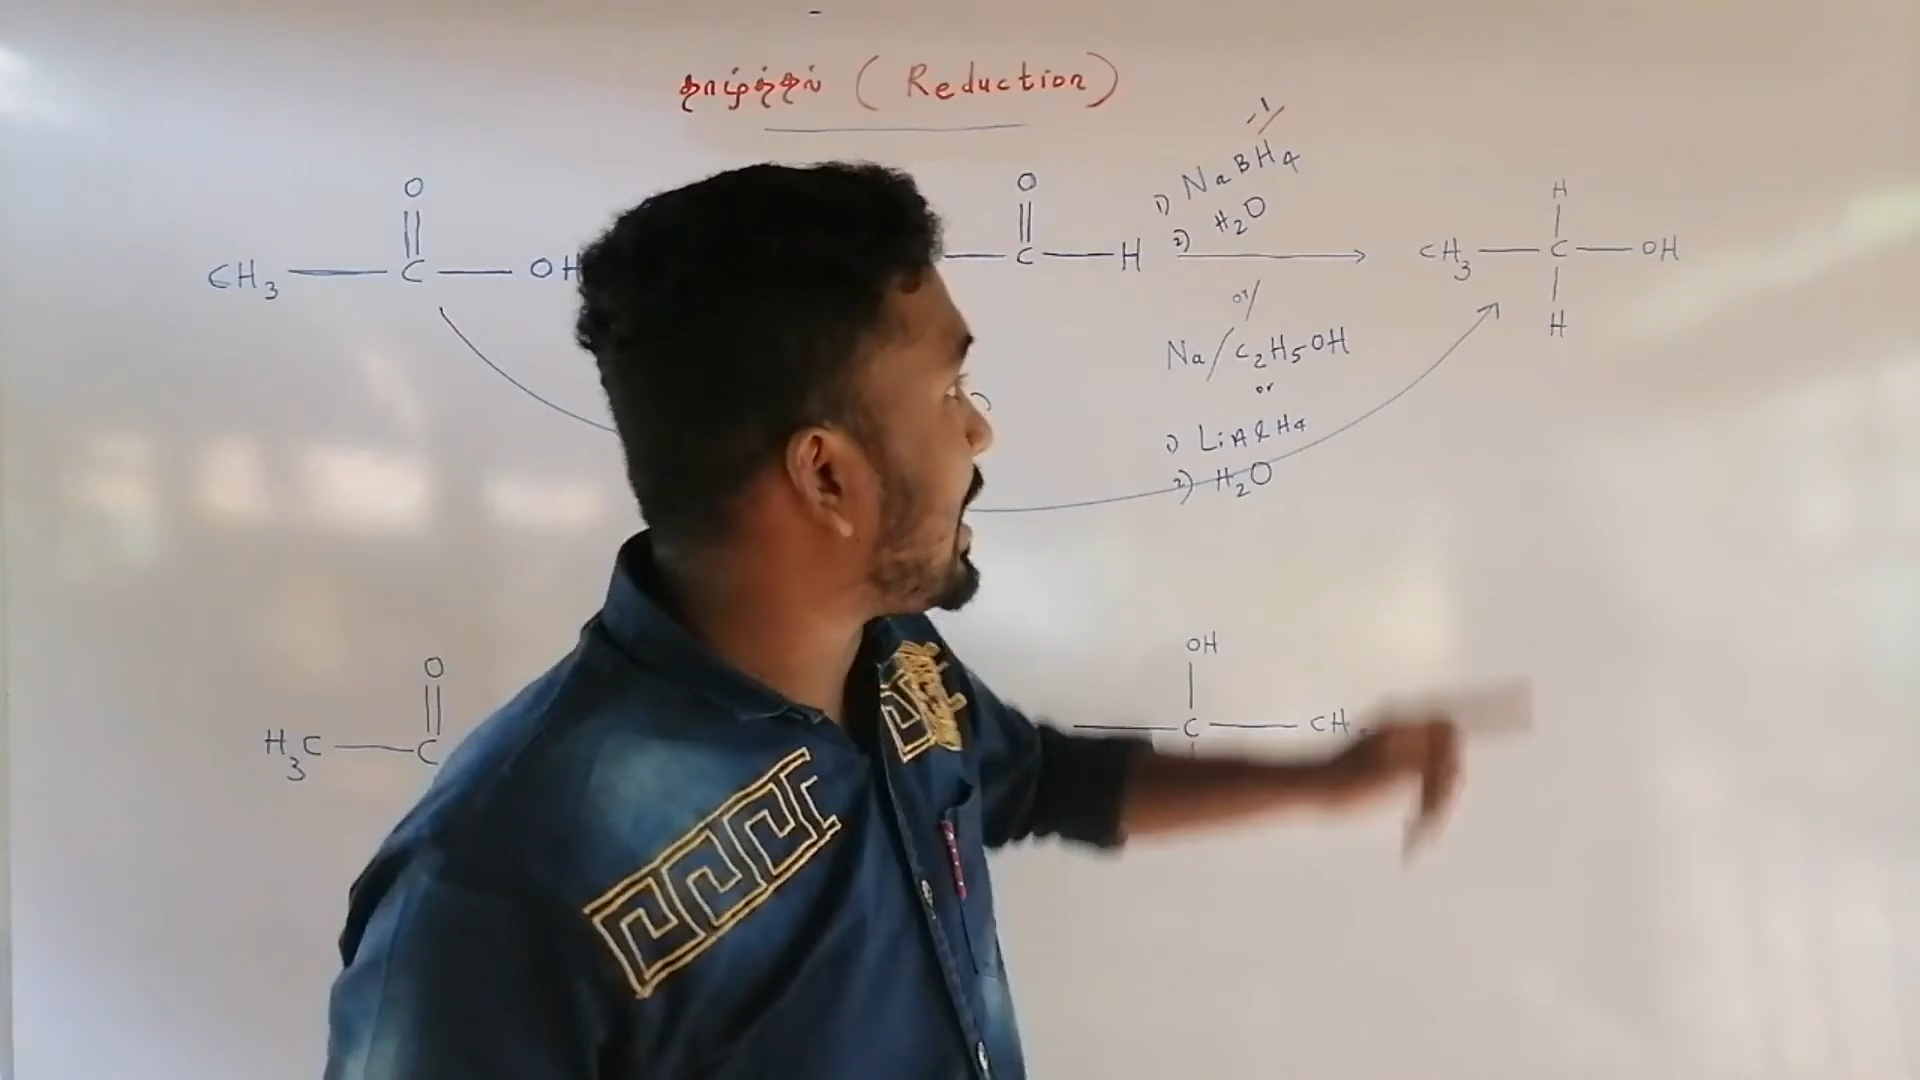 தாழ்த்தல் ( Reduction )
O
CH3 C OH
O
C H
1) NaBH4
2) H2O
or
Na / C2H5OH
or
1) LiAlH4
2) H2O
H
CH3 C OH
H
O
H3C C
OH
C CH